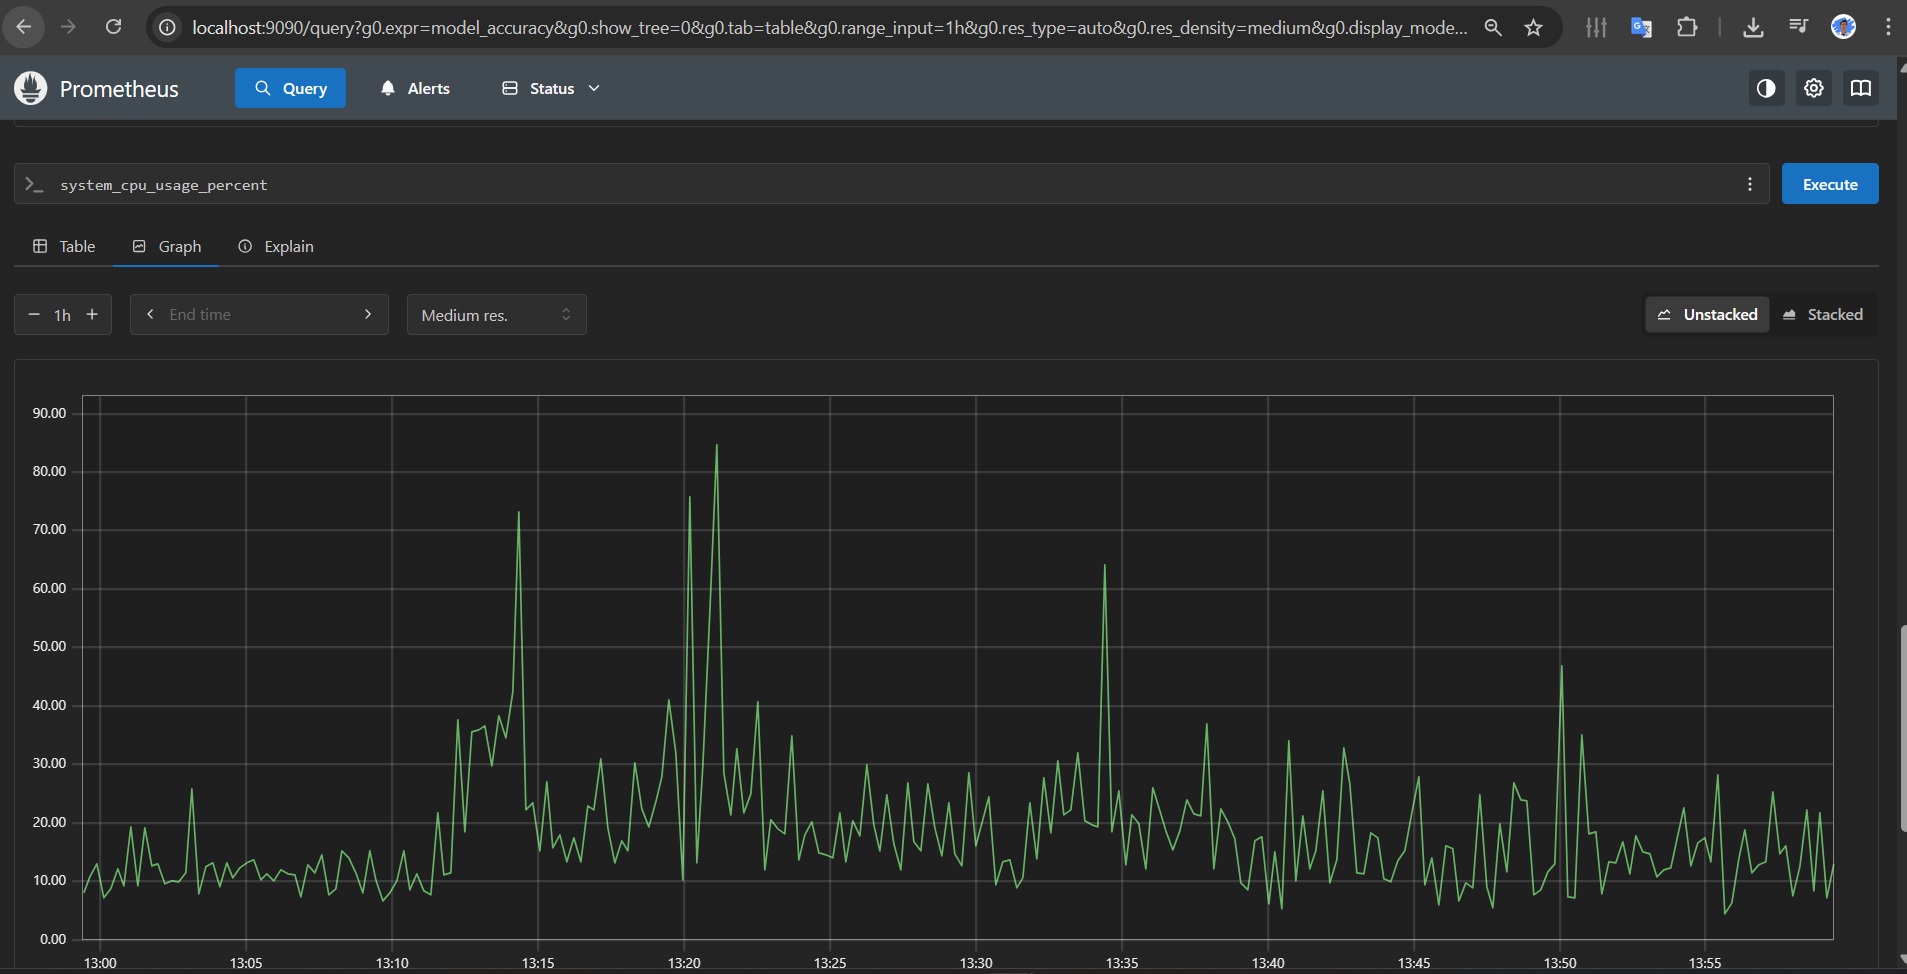 localhost:9090/query?g0.expr=model_accuracy&g0.show_tree=0&g0.tab=table&g0.range_input=1h&g0.res_type=auto&g0.res_density=medium&g0.display_mode...
Prometheus
Query
Alerts
Status
system_cpu_usage_percent
Execute
Table
Graph
Explain
1h
End time
Medium res.
Unstacked
Stacked
90.00
80.00
70.00
60.00
50.00
40.00
30.00
20.00
10.00
0.00
13:00 13:05 13:10 13:15 13:20 13:25 13:30 13:35 13:40 13:45 13:50 13:55